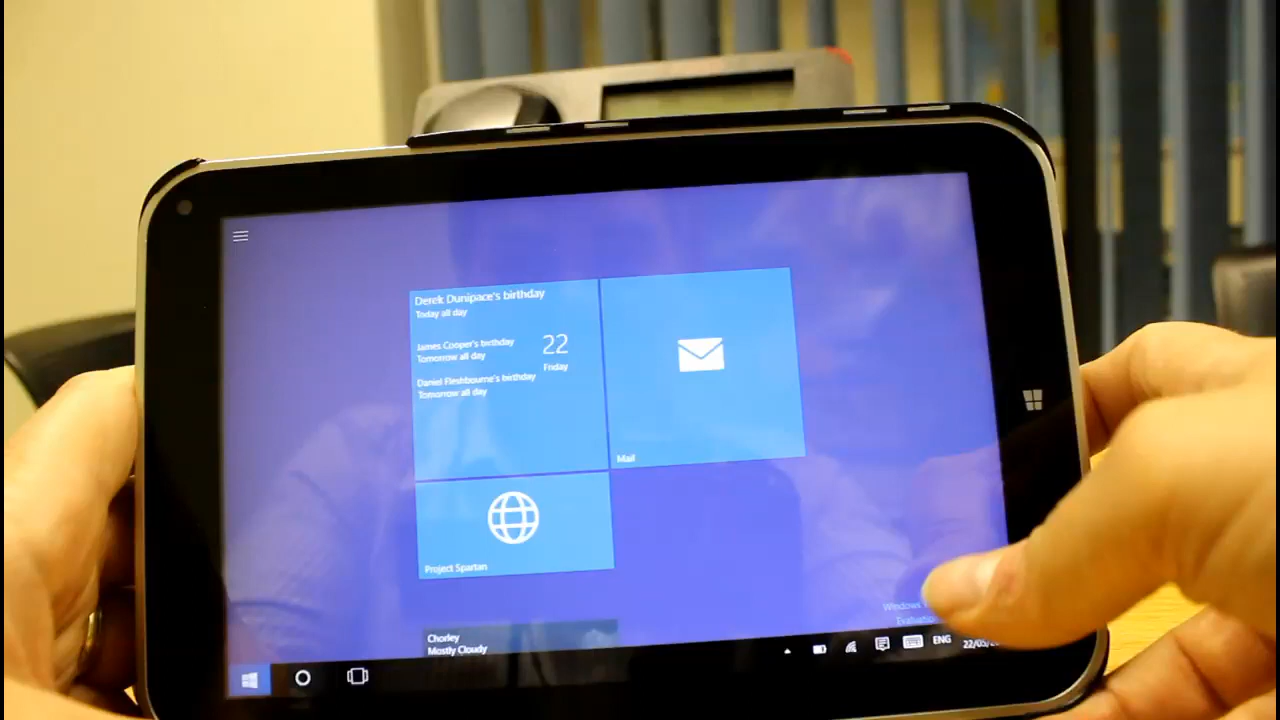 Derek Dunipace's birthday
Today all day
James Cooper's birthday
Tomorrow all day
Daniel Fleshbourne's birthday
Tomorrow all day
22
Friday
Mail
Project Spartan
Chorley
Mostly Cloudy
Windows
ENG